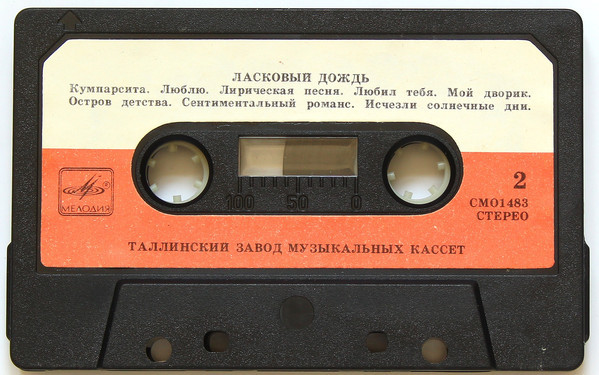 ЛАСКОВЫЙ ДОЖДЬ
Кумпарсита. Люблю. Лирическая песня. Любил тебя. Мой дворик.
Остров детства. Сентиментальный романс. Исчезли солнечные дни.
МЕЛОДИЯ
100 50 0
2
СМ01483
СТЕРЕО
ТАЛЛИНСКИЙ ЗАВОД МУЗЫКАЛЬНЫХ КАССЕТ